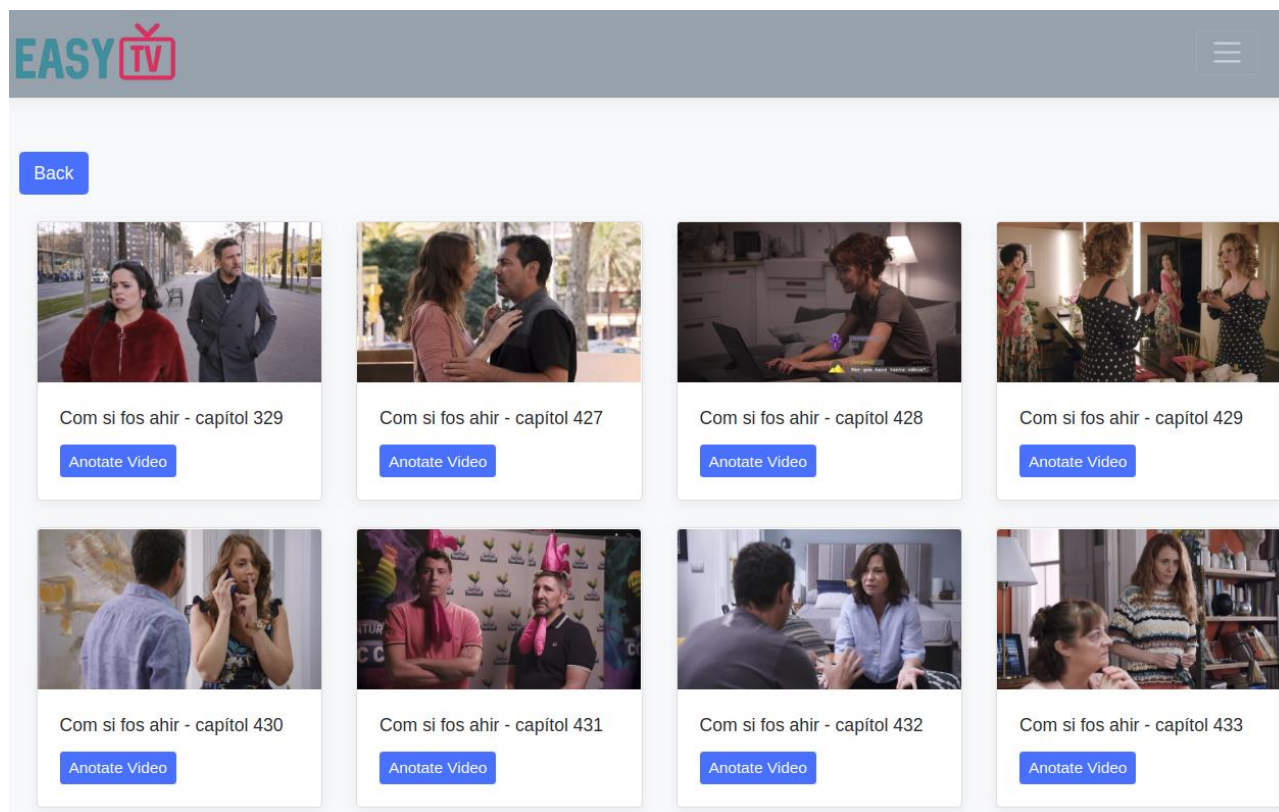 EASY TV
Back
Com si fos ahir - capítol 329
Anotate Video
Com si fos ahir - capítol 427
Anotate Video
Com si fos ahir - capítol 428
Anotate Video
Com si fos ahir - capítol 429
Anotate Video
Com si fos ahir - capítol 430
Anotate Video
Com si fos ahir - capítol 431
Anotate Video
Com si fos ahir - capítol 432
Anotate Video
Com si fos ahir - capítol 433
Anotate Video